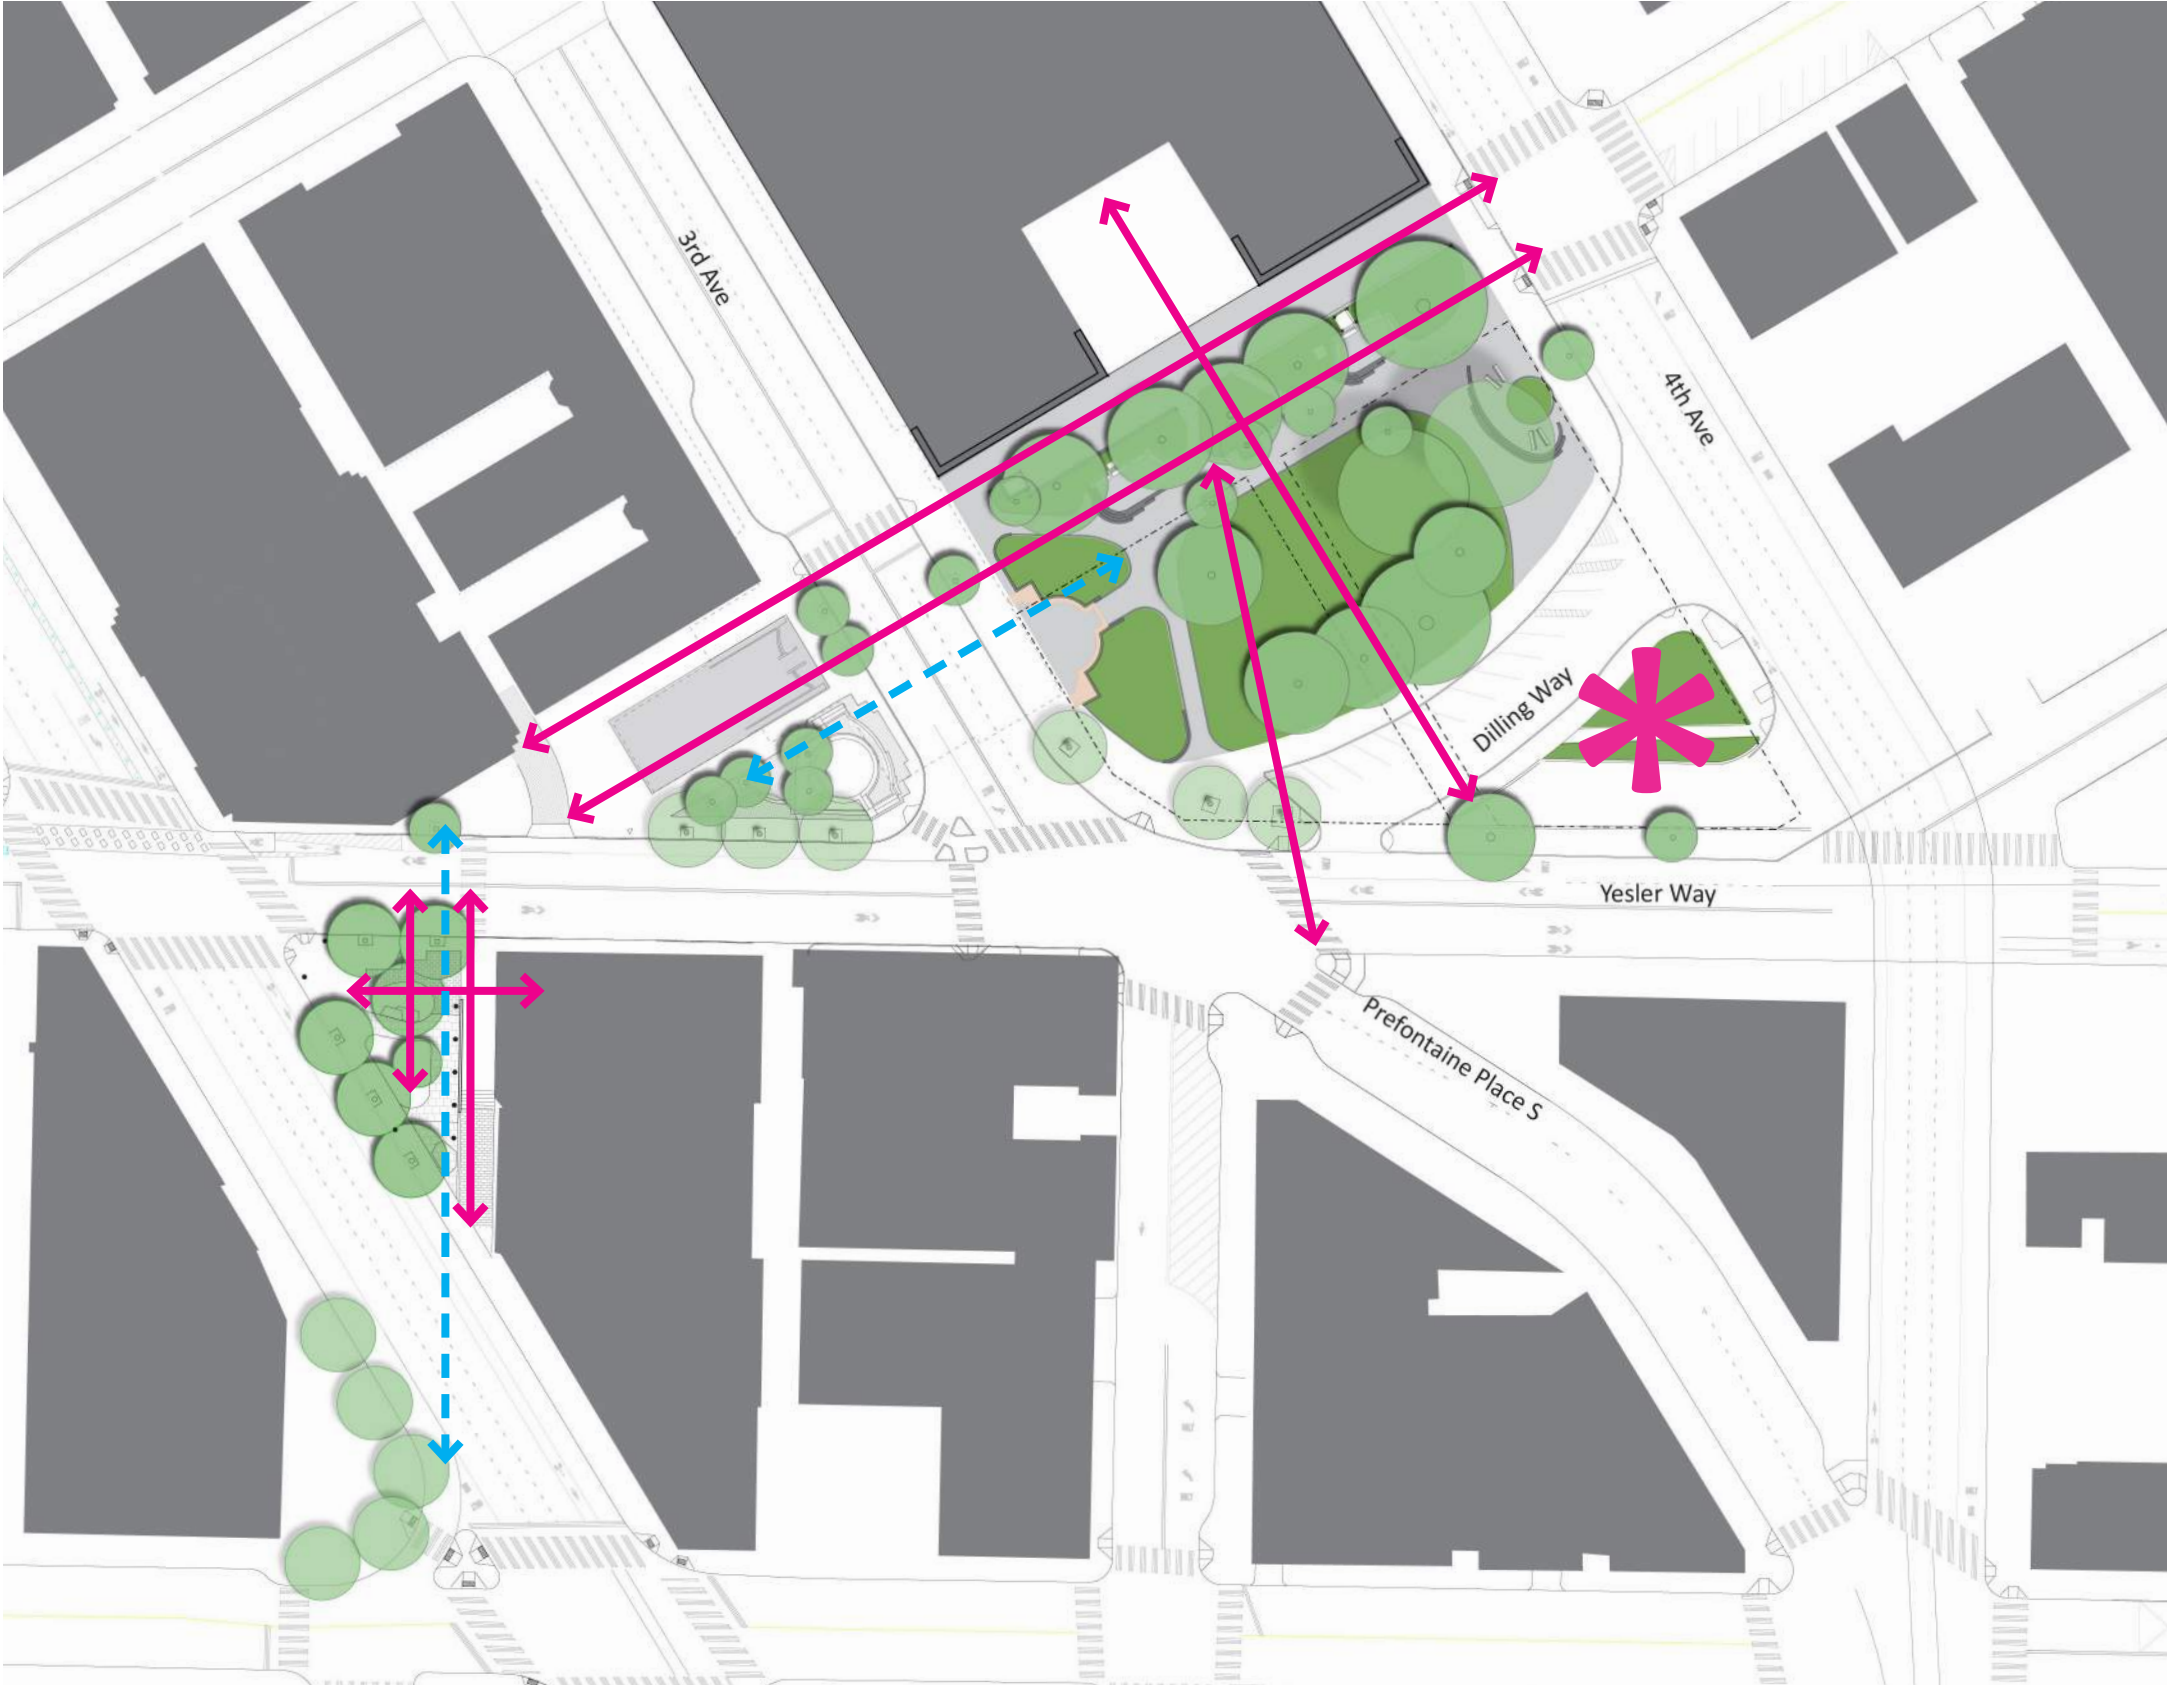 3rd Ave
4th Ave
Dilling Way
Yesler Way
Prefontaine Place S